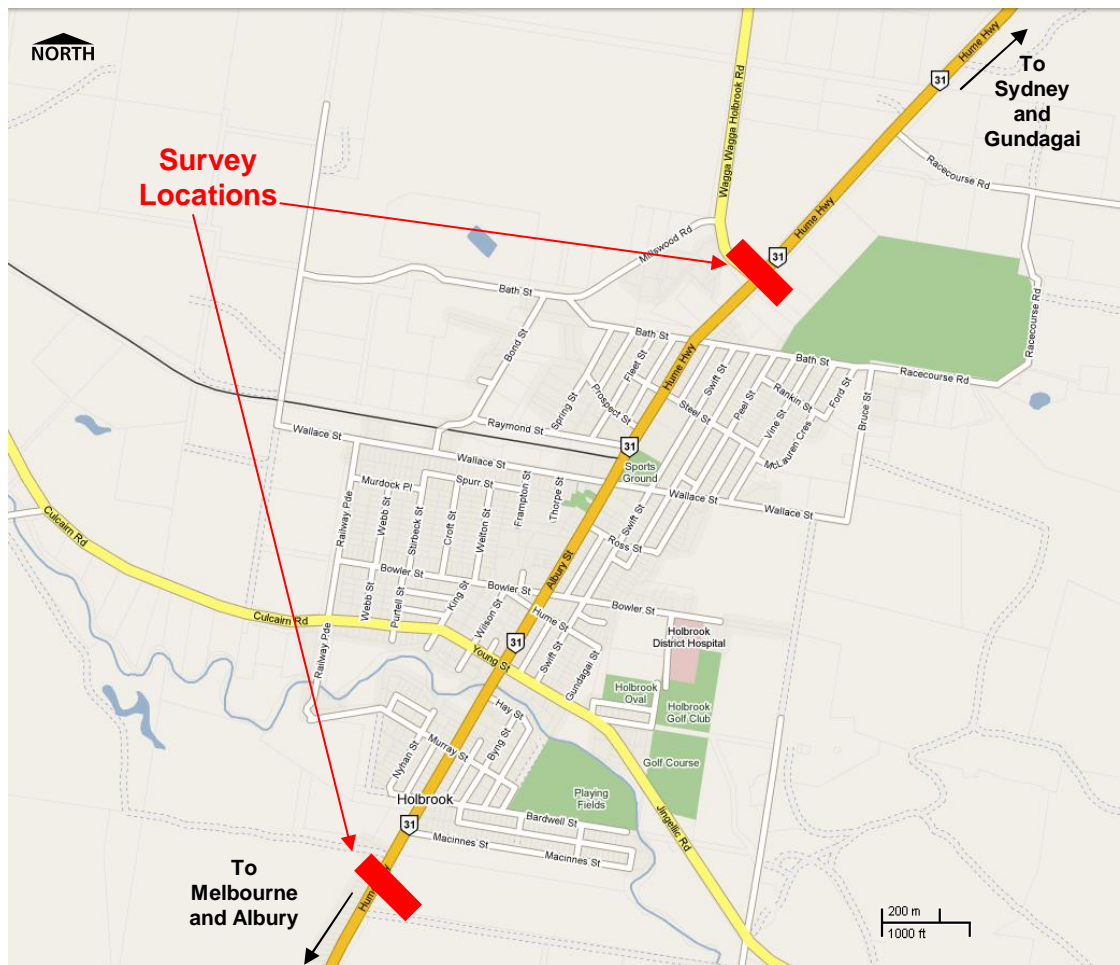 NORTH
Hume Hwy
31
To
Sydney
and
Gundagai
Wagga Wagga Holbrook Rd
Survey
Locations
Racecourse Rd
Hume Hwy
31
Millswood Rd
Racecourse Rd
Bath St
Bond St
Bath St
Hume Hwy
Bath St
Racecourse Rd
Fleet St
Swift St
Spring St
Prospect St
Steel St
Peel St
Rankin St
Vine St
Ford St
Bruce St
McLauren Cres
Raymond St
31
Wallace St
Wallace St
Sports
Ground
Wallace St
Wallace St
Murdock Pl
Spurr St
Frampton St
Thorpe St
Railway Pde
Webb St
Stirbeck St
Croft St
Welton St
Swift St
Ross St
Culcairn Rd
Albury St
Bowler St
Bowler St
Bowler St
Webb St
Purtell St
King St
Wilson St
Hume St
Culcairn Rd
Railway Pde
31
Young St
Swift St
Gundagai St
Holbrook
District Hospital
Holbrook
Oval
Holbrook
Golf Club
Hay St
Byng St
Murray St
Nyhan St
Golf Course
Playing
Fields
Holbrook
Bardwell St
Jingellic Rd
31
Macinnes St
Macinnes St
To
Melbourne
and Albury
200 m
1000 ft